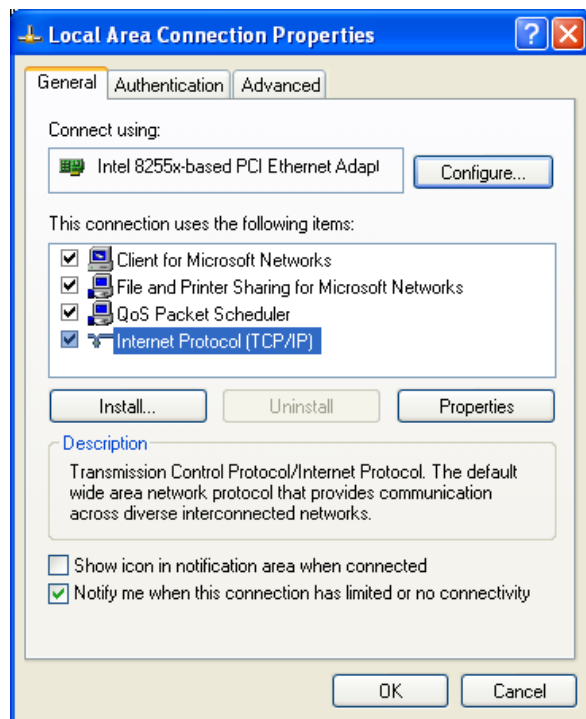 Local Area Connection Properties
General Authentication Advanced
Connect using:
Intel 8255x-based PCI Ethernet Adapt
Configure...
This connection uses the following items:
Client for Microsoft Networks
File and Printer Sharing for Microsoft Networks
QoS Packet Scheduler
Internet Protocol (TCP/IP)
Install... Uninstall Properties
Description
Transmission Control Protocol/Internet Protocol. The default
wide area network protocol that provides communication
across diverse interconnected networks.
Show icon in notification area when connected
Notify me when this connection has limited or no connectivity
OK Cancel